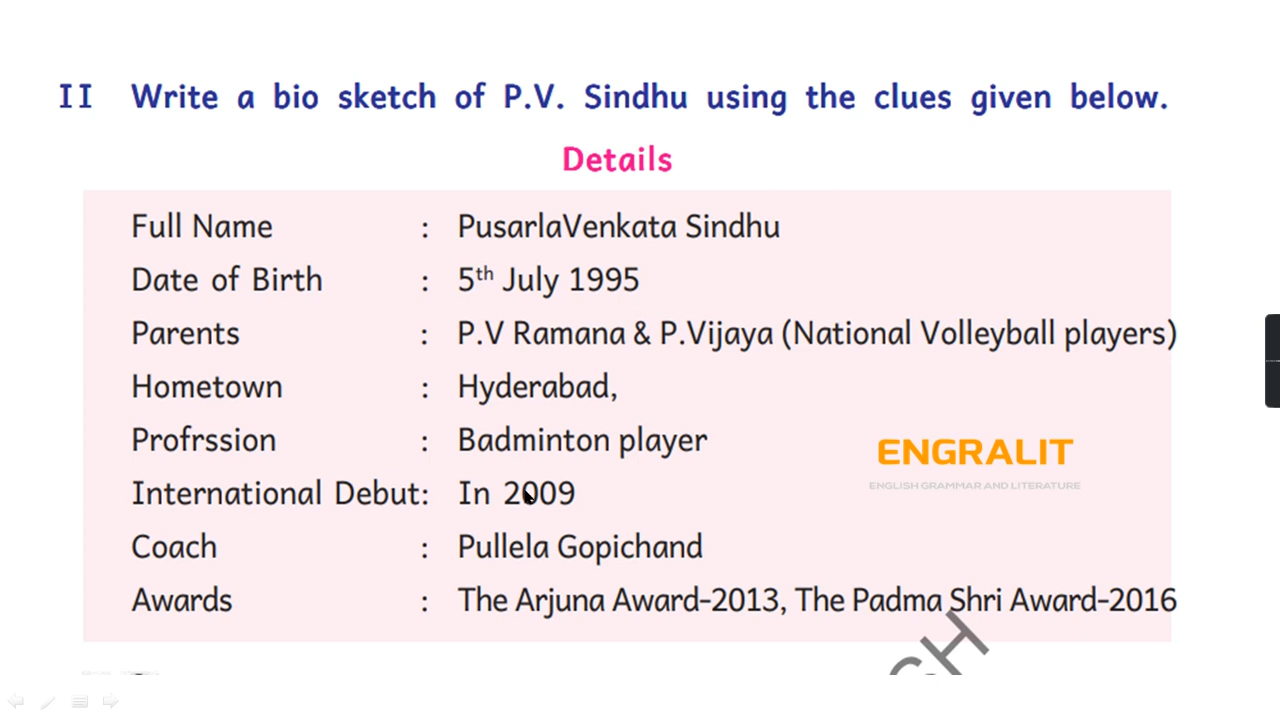 II Write a bio sketch of P.V. Sindhu using the clues given below.
Details
Full Name : PusarlaVenkata Sindhu
Date of Birth : 5th July 1995
Parents : P.V Ramana & P.Vijaya (National Volleyball players)
Hometown : Hyderabad,
Profrssion : Badminton player
ENGRALIT
ENGLISH GRAMMAR AND LITERATURE
International Debut: In 2009
Coach : Pullela Gopichand
Awards : The Arjuna Award-2013, The Padma Shri Award-2016